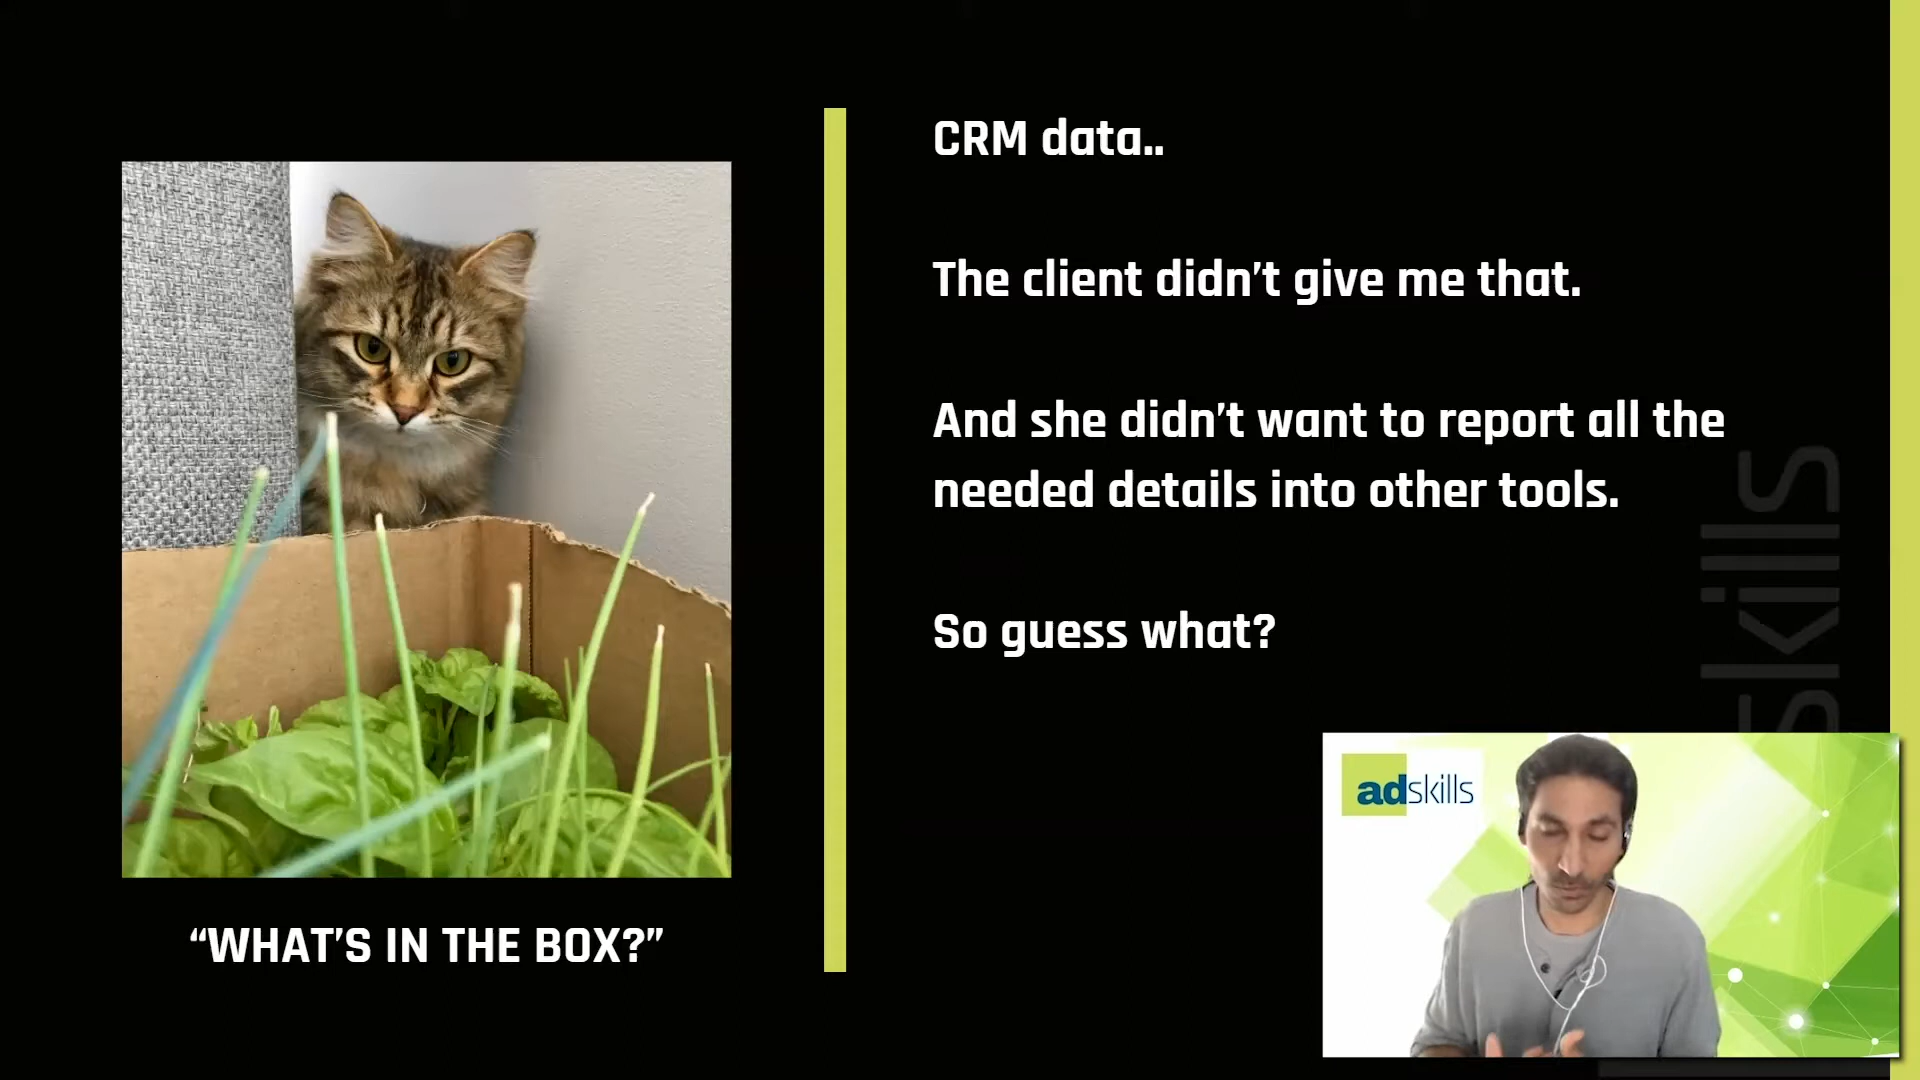 CRM data..
The client didn't give me that.
And she didn't want to report all the
needed details into other tools.
So guess what?
“WHAT'S IN THE BOX?”
skills
adskills